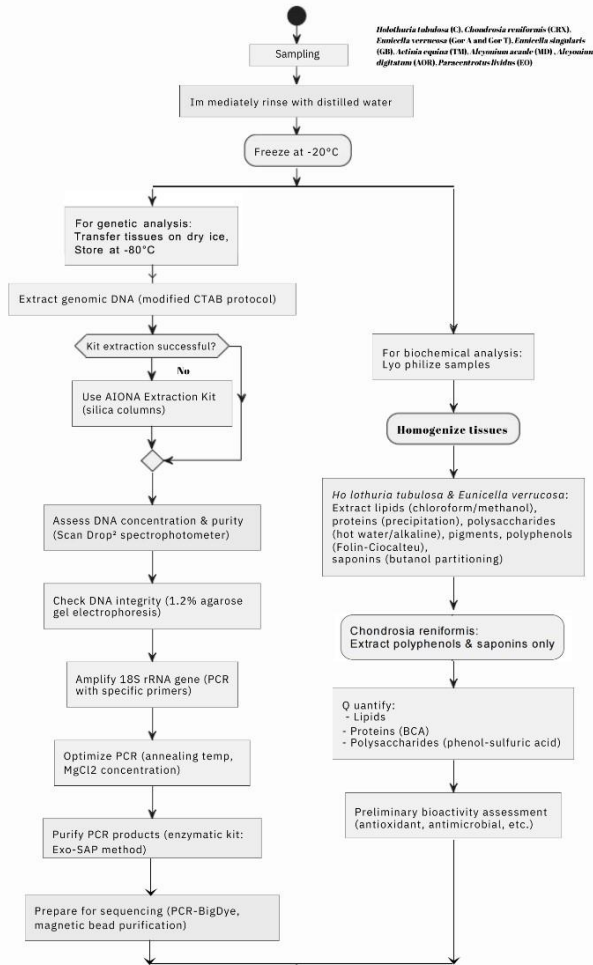 Holothuria tubulosa (C). Chondrosia reniformis (CRX).
Eunicella verrucosa (Gor A and Gor T). Eunicella singularis
(GB). Actinia equina (TM). Alcyonium acaule (MD) . Alcyonium
digitatum (AOR). Paracentrotus lividus (EO)
Sampling
Im mediately rinse with distilled water
Freeze at -20°C
For genetic analysis:
Transfer tissues on dry ice,
Store at -80°C
Extract genomic DNA (modified CTAB protocol)
Kit extraction successful?
No
Use AIONA Extraction Kit
(silica columns)
Assess DNA concentration & purity
(Scan Drop² spectrophotometer)
Check DNA integrity (1.2% agarose
gel electrophoresis)
Amplify 18S rRNA gene (PCR
with specific primers)
Optimize PCR (annealing temp,
MgCl2 concentration)
Purify PCR products (enzymatic kit:
Exo-SAP method)
Prepare for sequencing (PCR-BigDye,
magnetic bead purification)
For biochemical analysis:
Lyo philize samples
Homogenize tissues
Ho lothuria tubulosa & Eunicella verrucosa:
Extract lipids (chloroform/methanol),
proteins (precipitation), polysaccharides
(hot water/alkaline), pigments, polyphenols
(Folin-Ciocalteu),
saponins (butanol partitioning)
Chondrosia reniformis:
Extract polyphenols & saponins only
Q uantify:
- Lipids
- Proteins (BCA)
- Polysaccharides (phenol-sulfuric acid)
Preliminary bioactivity assessment
(antioxidant, antimicrobial, etc.)